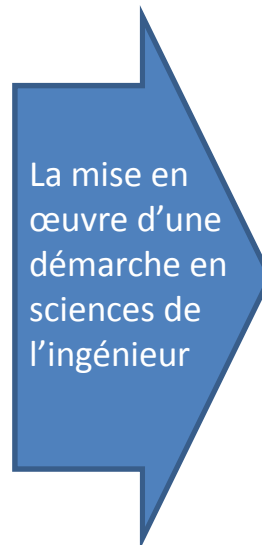 La mise en
œuvre d’une
démarche en
sciences de
l’ingénieur